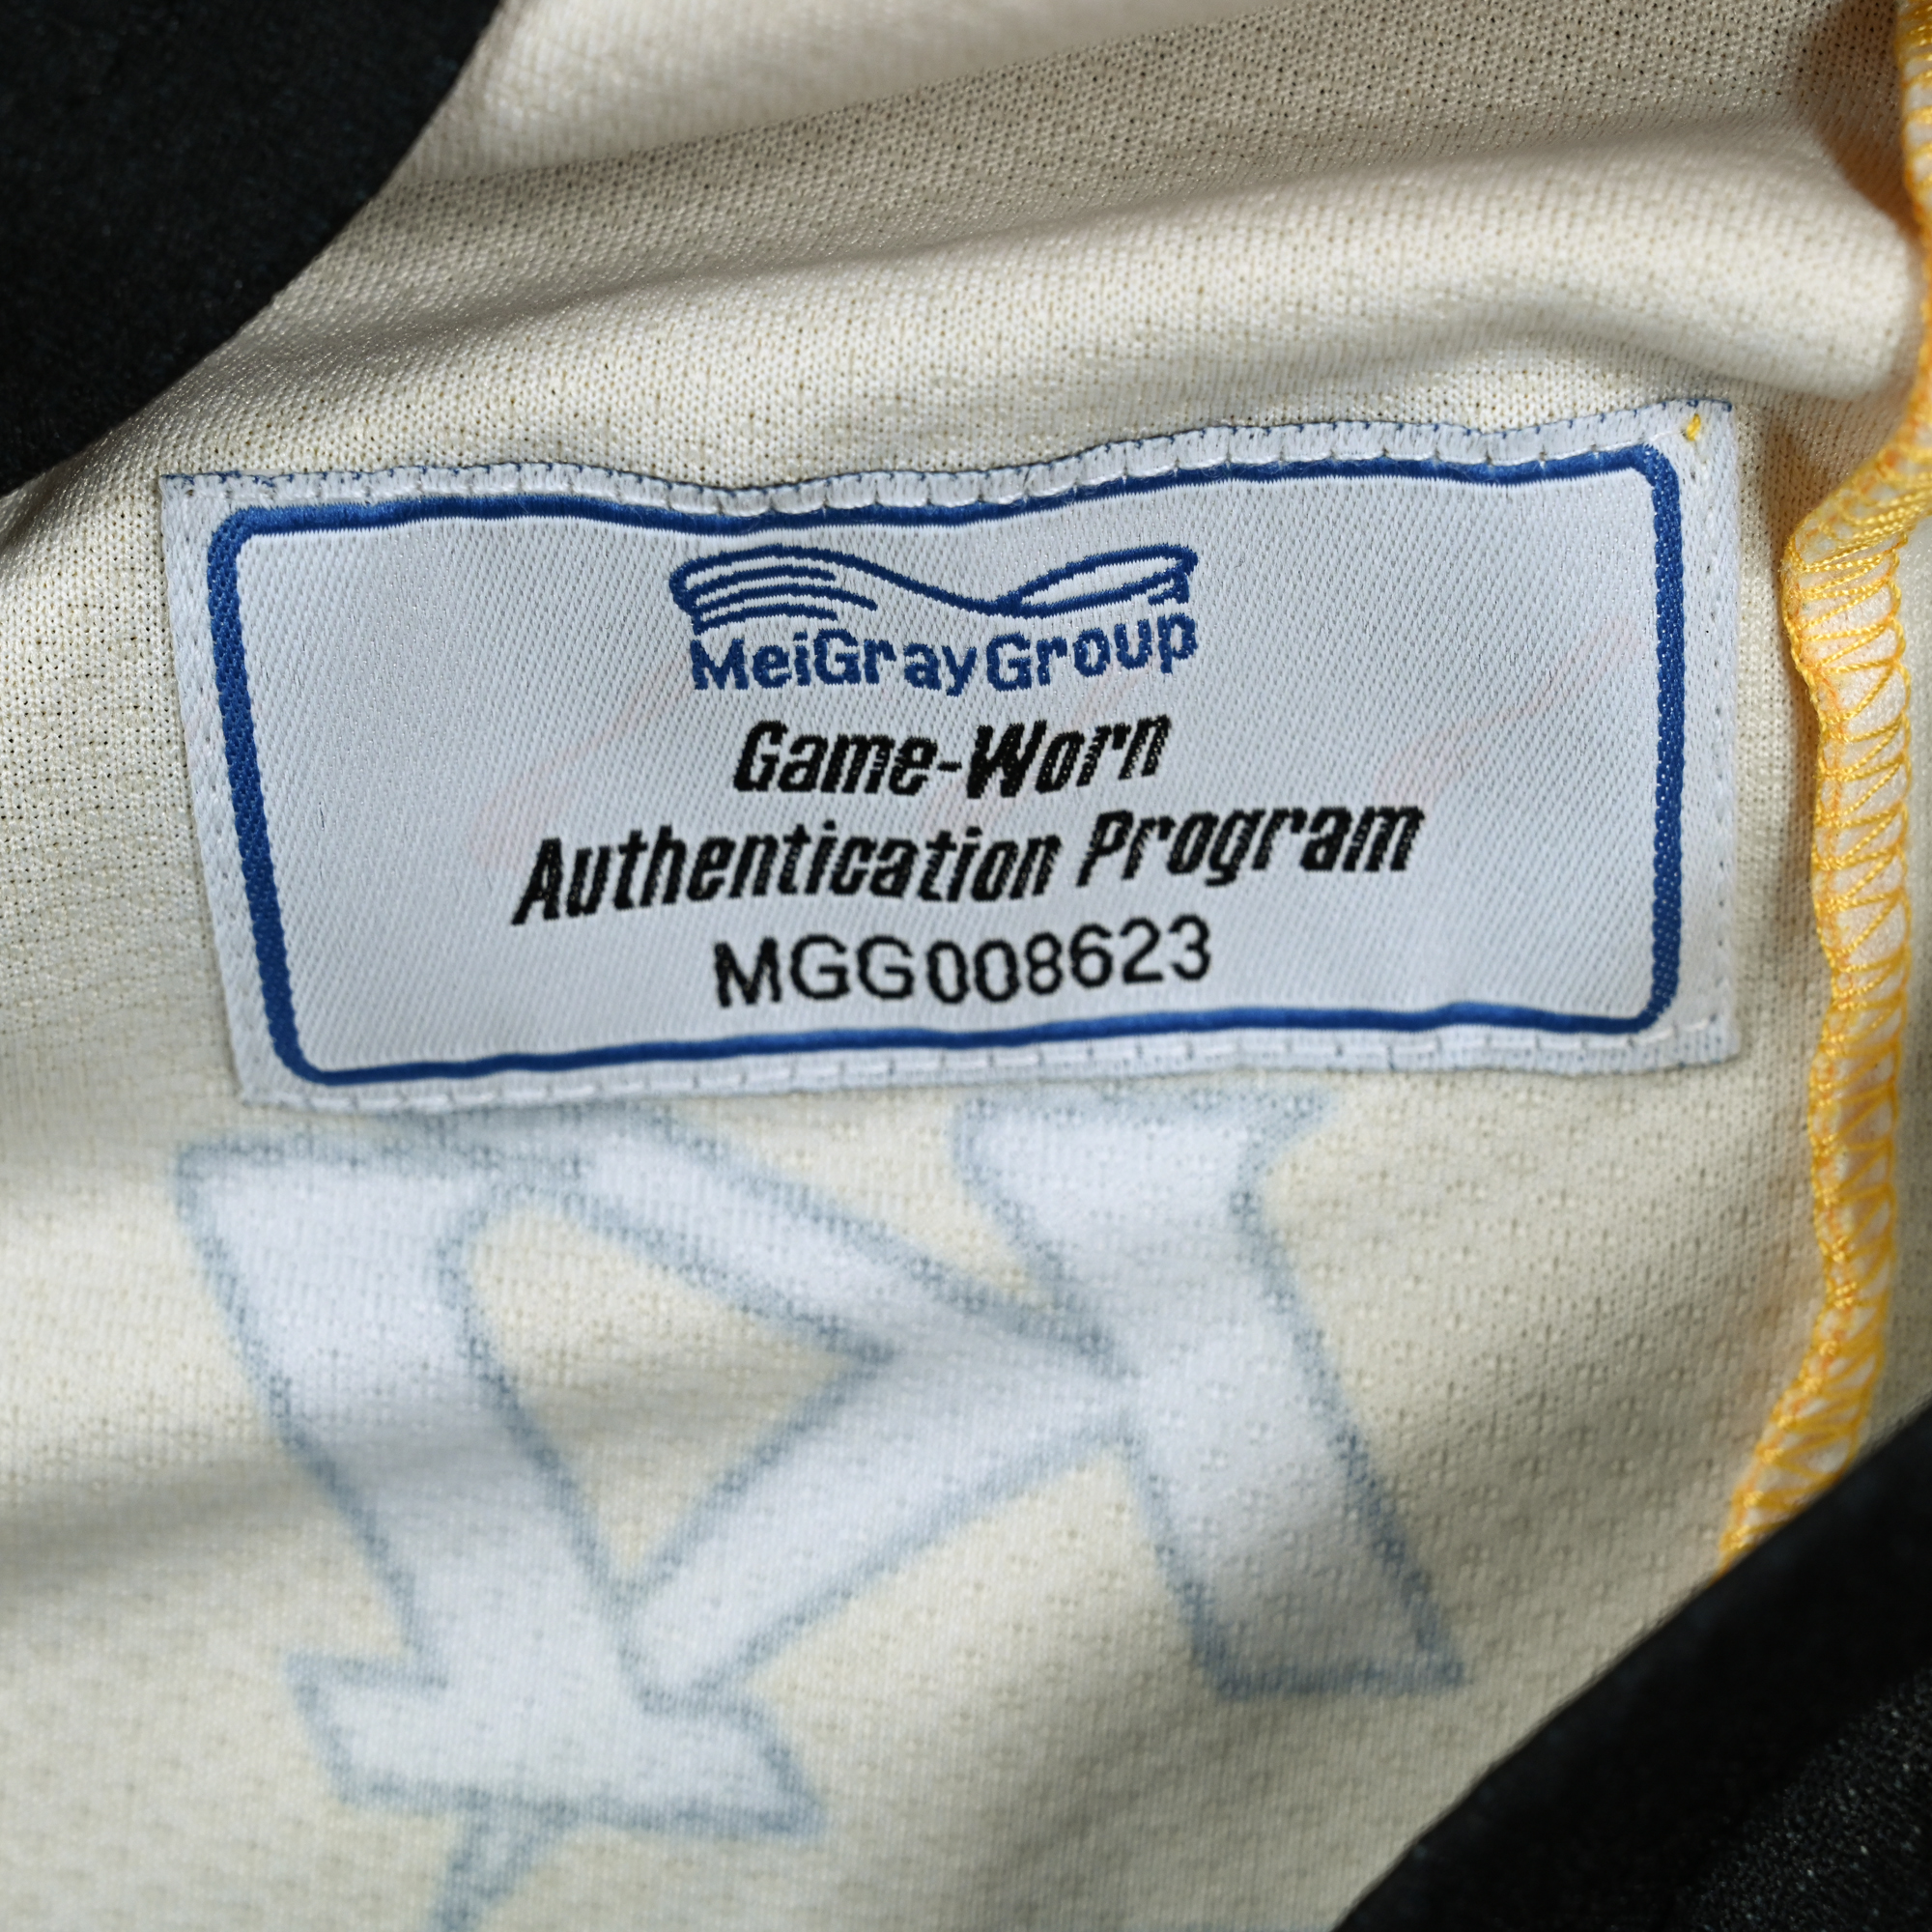 MeiGrayGroup
Game-Worn
Authentication Program
MGG008623